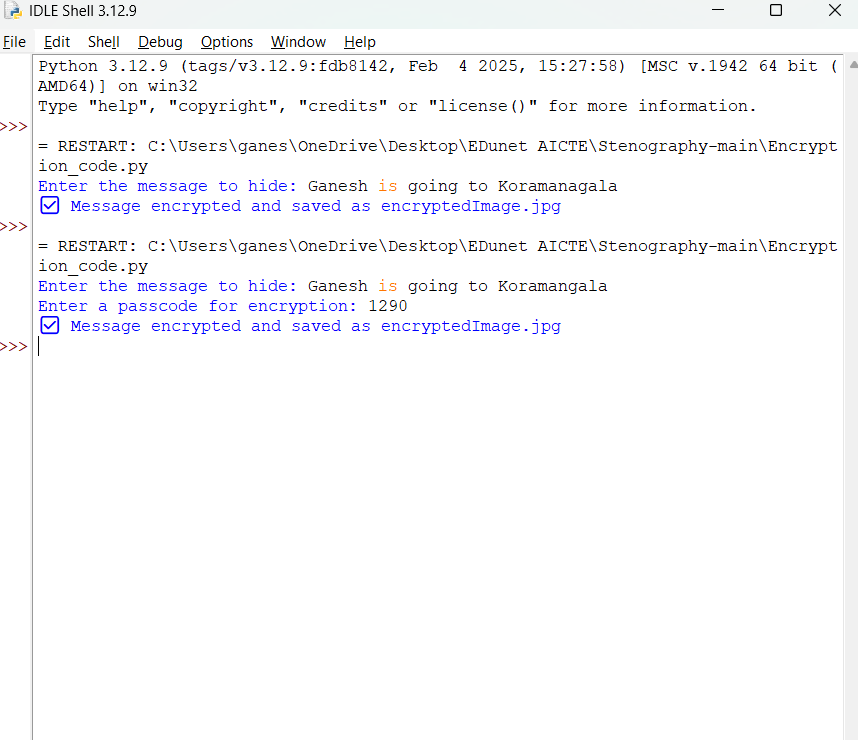 IDLE Shell 3.12.9
File Edit Shell Debug Options Window Help
Python 3.12.9 (tags/v3.12.9:fdb8142, Feb  4 2025, 15:27:58) [MSC v.1942 64 bit (
AMD64)] on win32
Type "help", "copyright", "credits" or "license()" for more information.
>>>
= RESTART: C:\Users\ganes\OneDrive\Desktop\EDunet AICTE\Stenography-main\Encrypt
ion_code.py
Enter the message to hide: Ganesh is going to Koramanagala
☑ Message encrypted and saved as encryptedImage.jpg
>>>
= RESTART: C:\Users\ganes\OneDrive\Desktop\EDunet AICTE\Stenography-main\Encrypt
ion_code.py
Enter the message to hide: Ganesh is going to Koramangala
Enter a passcode for encryption: 1290
☑ Message encrypted and saved as encryptedImage.jpg
>>>